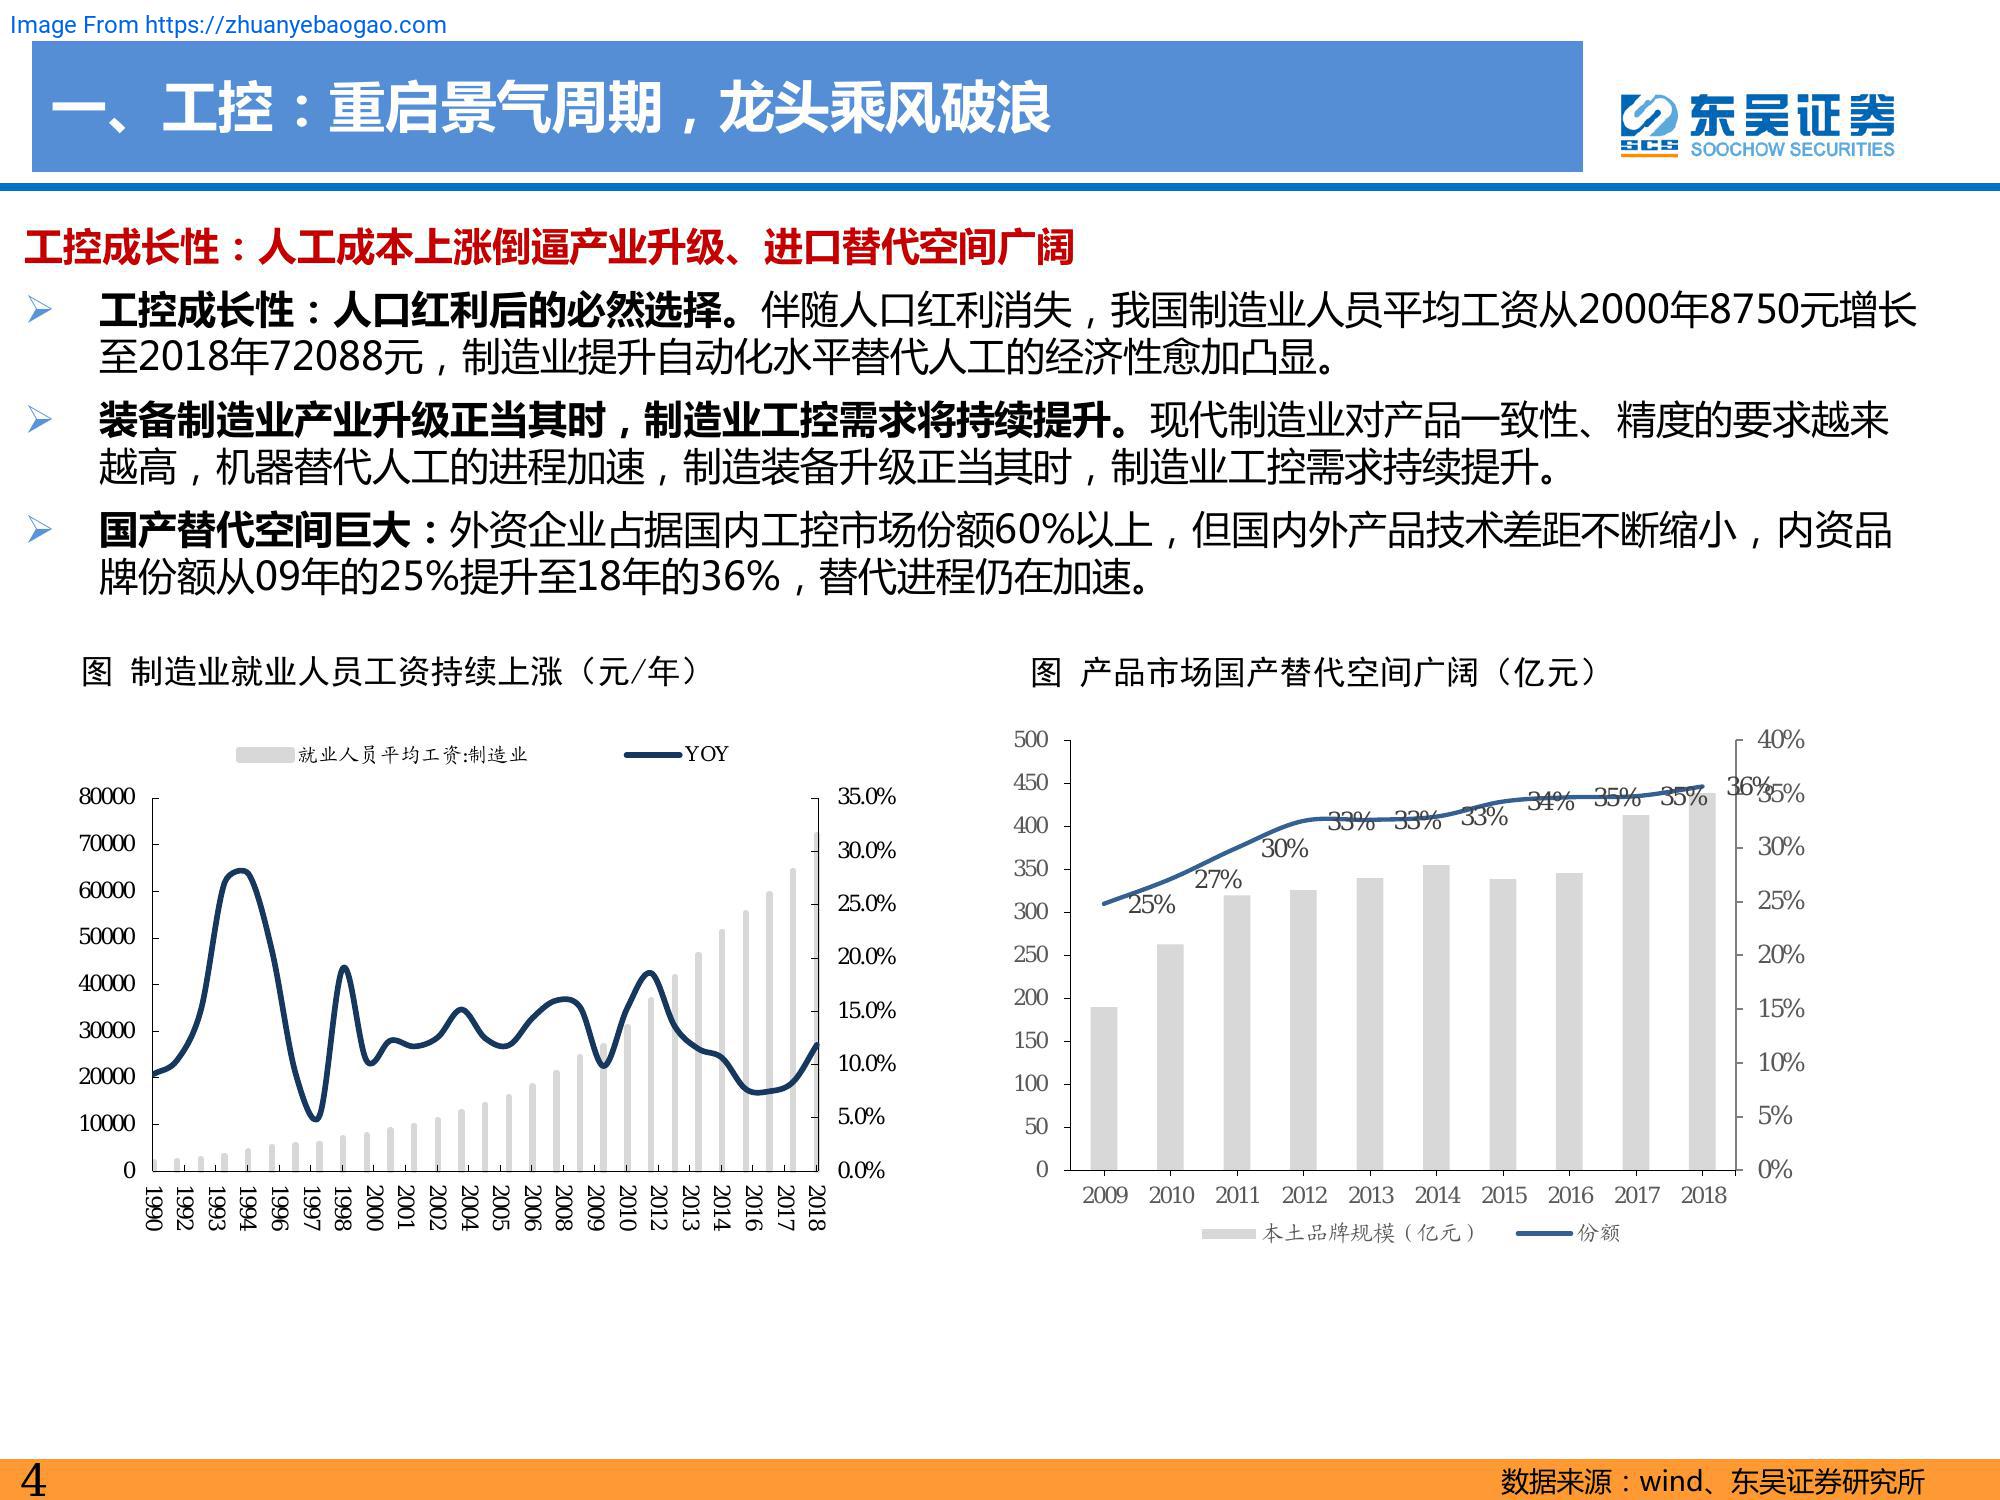 Image From https://zhuanyebaogao.com
一、工控：重启景气周期，龙头乘风破浪
东吴证券
SCS
SOOCHOW SECURITIES
工控成长性：人工成本上涨倒逼产业升级、进口替代空间广阔
工控成长性：人口红利后的必然选择。伴随人口红利消失，我国制造业人员平均工资从2000年8750元增长
至2018年72088元，制造业提升自动化水平替代人工的经济性愈加凸显。
装备制造业产业升级正当其时，制造业工控需求将持续提升。现代制造业对产品一致性、精度的要求越来
越高，机器替代人工的进程加速，制造装备升级正当其时，制造业工控需求持续提升。
国产替代空间巨大：外资企业占据国内工控市场份额60%以上，但国内外产品技术差距不断缩小，内资品
牌份额从09年的25%提升至18年的36%，替代进程仍在加速。
图 制造业就业人员工资持续上涨（元/年）
就业人员平均工资:制造业 YOY
80000 35.0%
70000 30.0%
60000 25.0%
50000 20.0%
40000 15.0%
30000 10.0%
20000 5.0%
10000 0.0%
0
1990 1992 1993 1994 1996 1997 1998 2000 2001 2002 2004 2005 2006 2008 2009 2010 2012 2013 2014 2016 2017 2018
图 产品市场国产替代空间广阔（亿元）
500 40%
450 35%
400 30%
350 25%
300 20%
250 15%
200 10%
150 5%
100 0%
50
0
25% 27% 30% 33% 33% 33% 34% 35% 35% 36%
2009 2010 2011 2012 2013 2014 2015 2016 2017 2018
本土品牌规模（亿元） 份额
4
数据来源：wind、东吴证券研究所